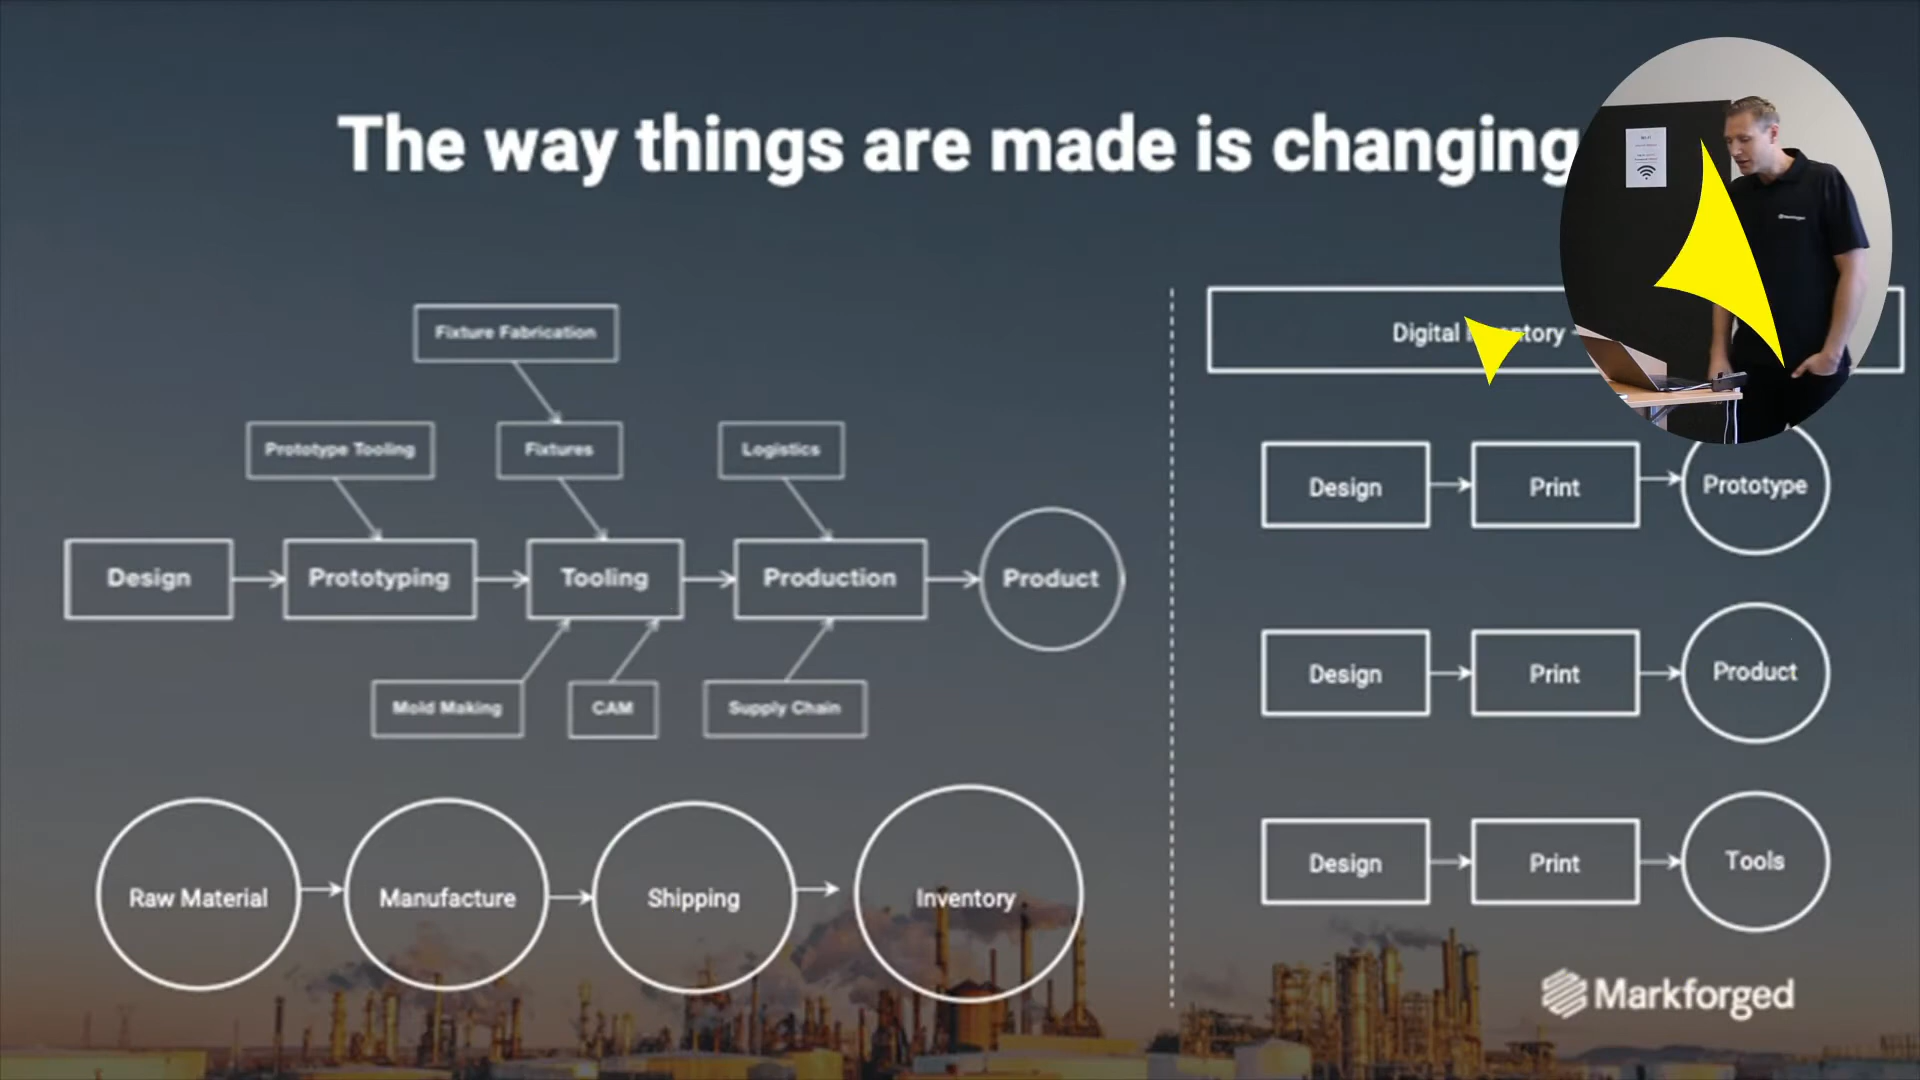 The way things are made is changing
Fixture Fabrication
Prototype Tooling
Fixtures
Logistics
Design
Prototyping
Tooling
Production
Product
Mold Making
CAM
Supply Chain
Raw Material
Manufacture
Shipping
Inventory
Digital
Design
Print
Prototype
Design
Print
Product
Design
Print
Tools
Markforged